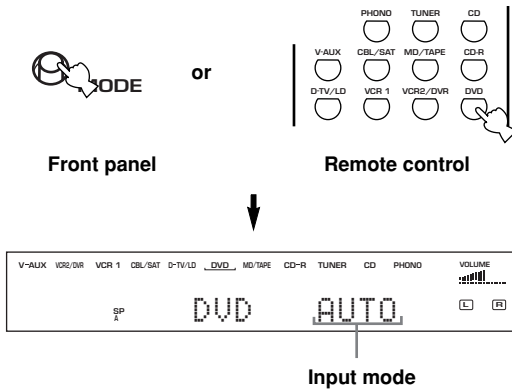 PHONO TUNER CD
V-AUX CBL/SAT MD/TAPE CD-R
D-TV/LD VCR 1 VCR2/DVR DVD
MODE
or
Front panel
Remote control
V-AUX VCR2/DVR VCR 1 CBL/SAT D-TV/LD DVD MD/TAPE CD-R TUNER CD PHONO VOLUME
SP
A
DVD AUTO
L R
Input mode